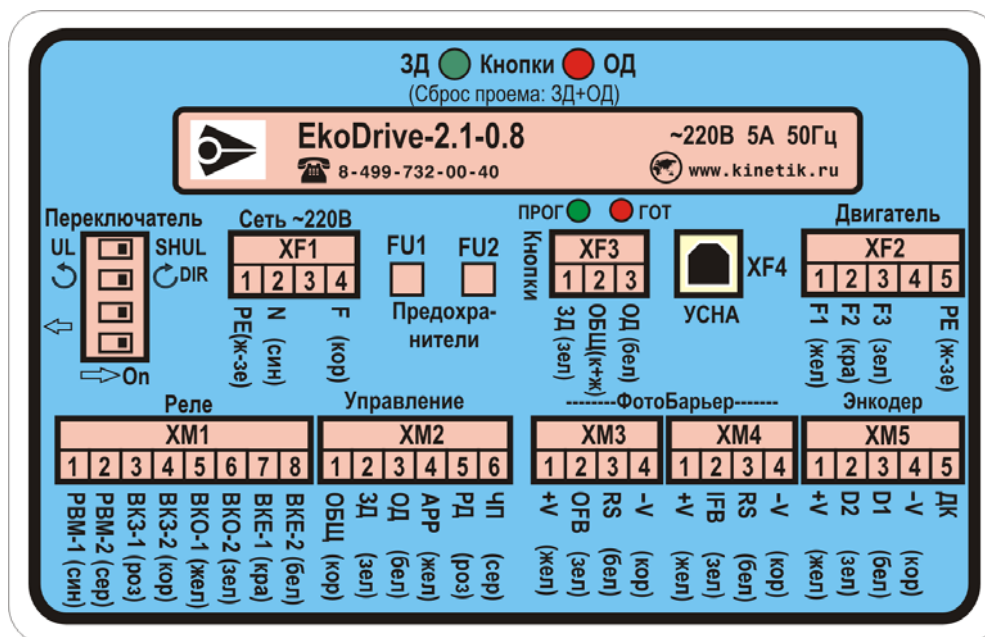 ЗД Кнопки ОД
(Сброс проема: ЗД+ОД)
EkoDrive-2.1-0.8
~220В 5А 50Гц
8-499-732-00-40
www.kinetik.ru
Переключатель
UL SHUL
DIR
On
Сеть ~220В
XF1
1 2 3 4
PE(ж-зе)
N (син)
F (кор)
FU1 FU2
Предохра-
нители
ПРОГ ГОТ
Кнопки
XF3
1 2 3
ЗД (зел)
ОБЩ(к+ж)
ОД (бел)
XF4
УСНА
Двигатель
XF2
1 2 3 4 5
F1 (жел)
F2 (кра)
F3 (зел)
PE (ж-зе)
Реле
XM1
1 2 3 4 5 6 7 8
РВМ-1 (син)
РВМ-2 (сер)
ВКЗ-1 (роз)
ВКЗ-2 (кор)
ВКО-1 (жел)
ВКО-2 (зел)
ВКЕ-1 (кра)
ВКЕ-2 (бел)
Управление
XM2
1 2 3 4 5 6
ОБЩ (кор)
ЗД (зел)
ОД (бел)
АРР (жел)
РД (роз)
ЧП (сер)
--------ФотоБарьер-------
XM3
1 2 3 4
+V (жел)
OFB (зел)
RS (бел)
-V (кор)
XM4
1 2 3 4
+V (жел)
IFB (зел)
RS (бел)
-V (кор)
Энкодер
XM5
1 2 3 4 5
+V (жел)
D2 (зел)
D1 (бел)
-V (кор)
ДК